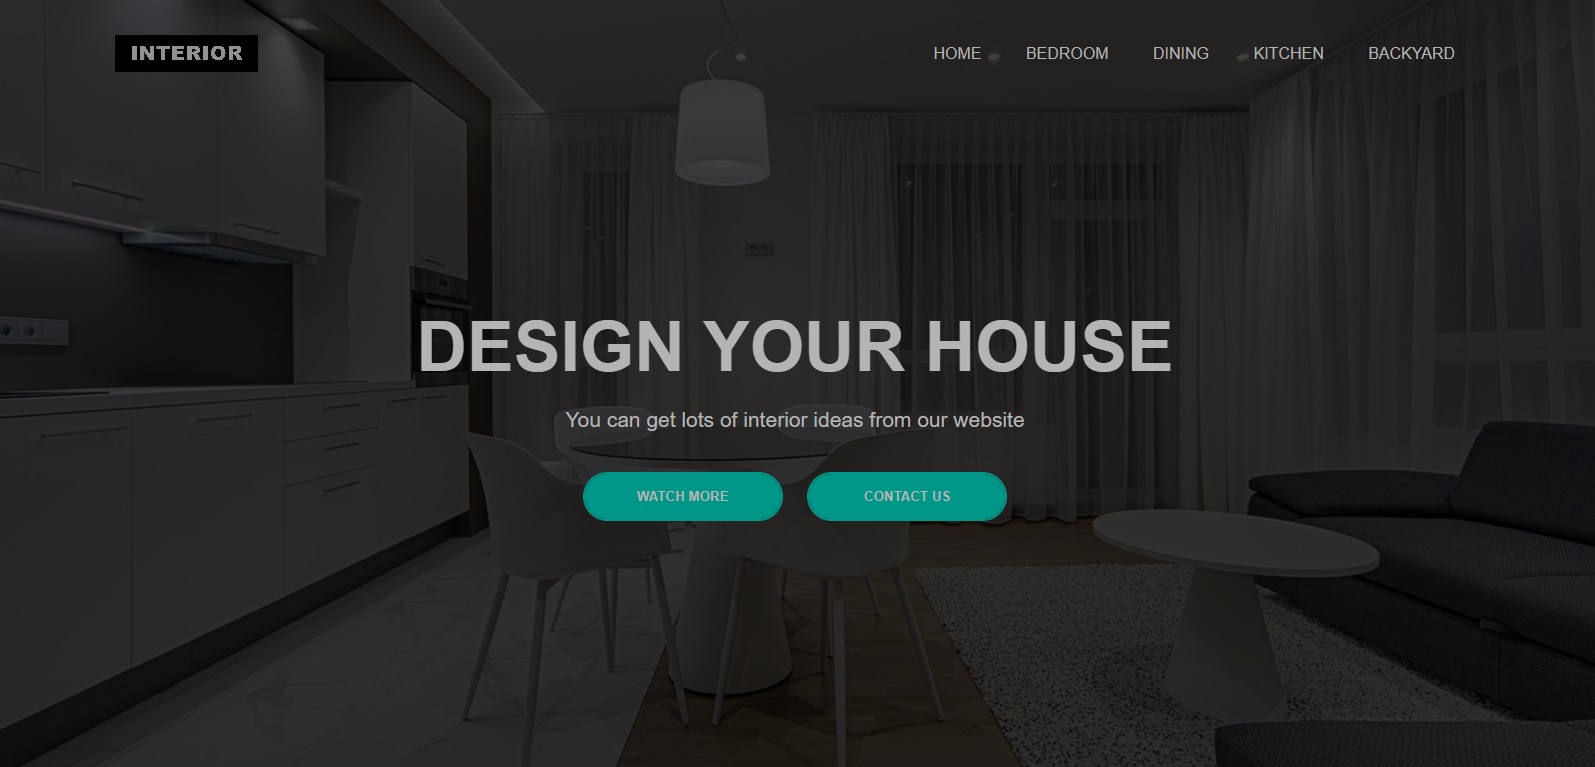 INTERIOR
HOME BEDROOM DINING KITCHEN BACKYARD
DESIGN YOUR HOUSE
You can get lots of interior ideas from our website
WATCH MORE CONTACT US